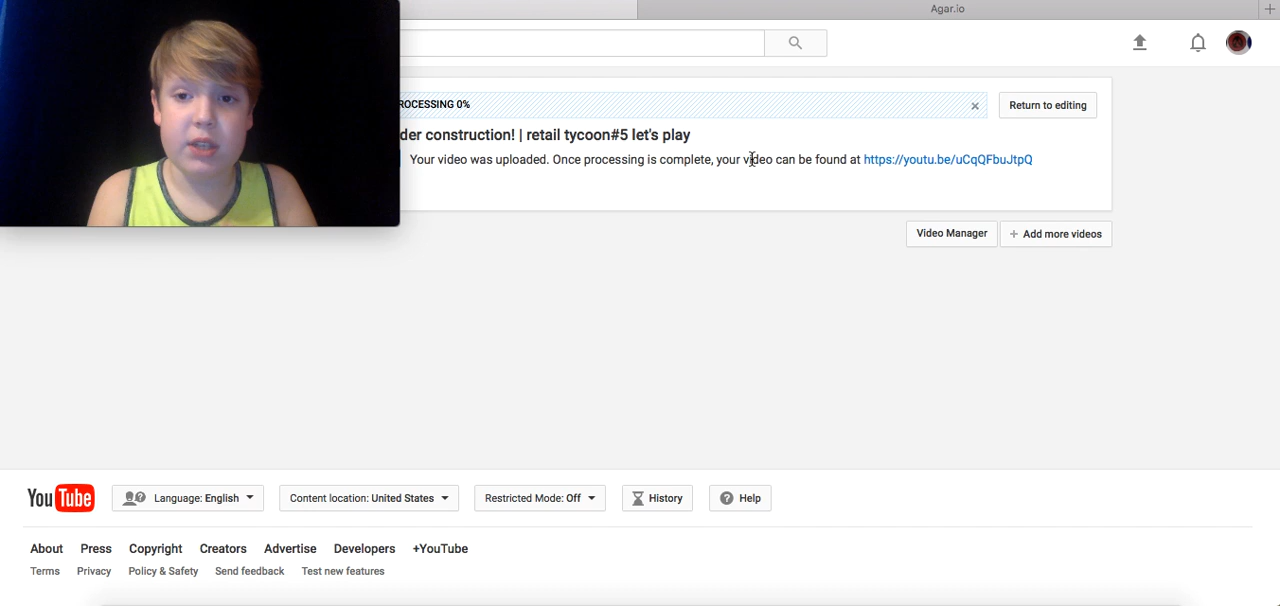 Agar.io
ROCESSING 0%
Return to editing
der construction! | retail tycoon#5 let's play
Your video was uploaded. Once processing is complete, your video can be found at https://youtu.be/uCqQFbuJtpQ
Video Manager
+ Add more videos
YouTube
Language: English
Content location: United States
Restricted Mode: Off
History
Help
About Press Copyright Creators Advertise Developers +YouTube
Terms Privacy Policy & Safety Send feedback Test new features